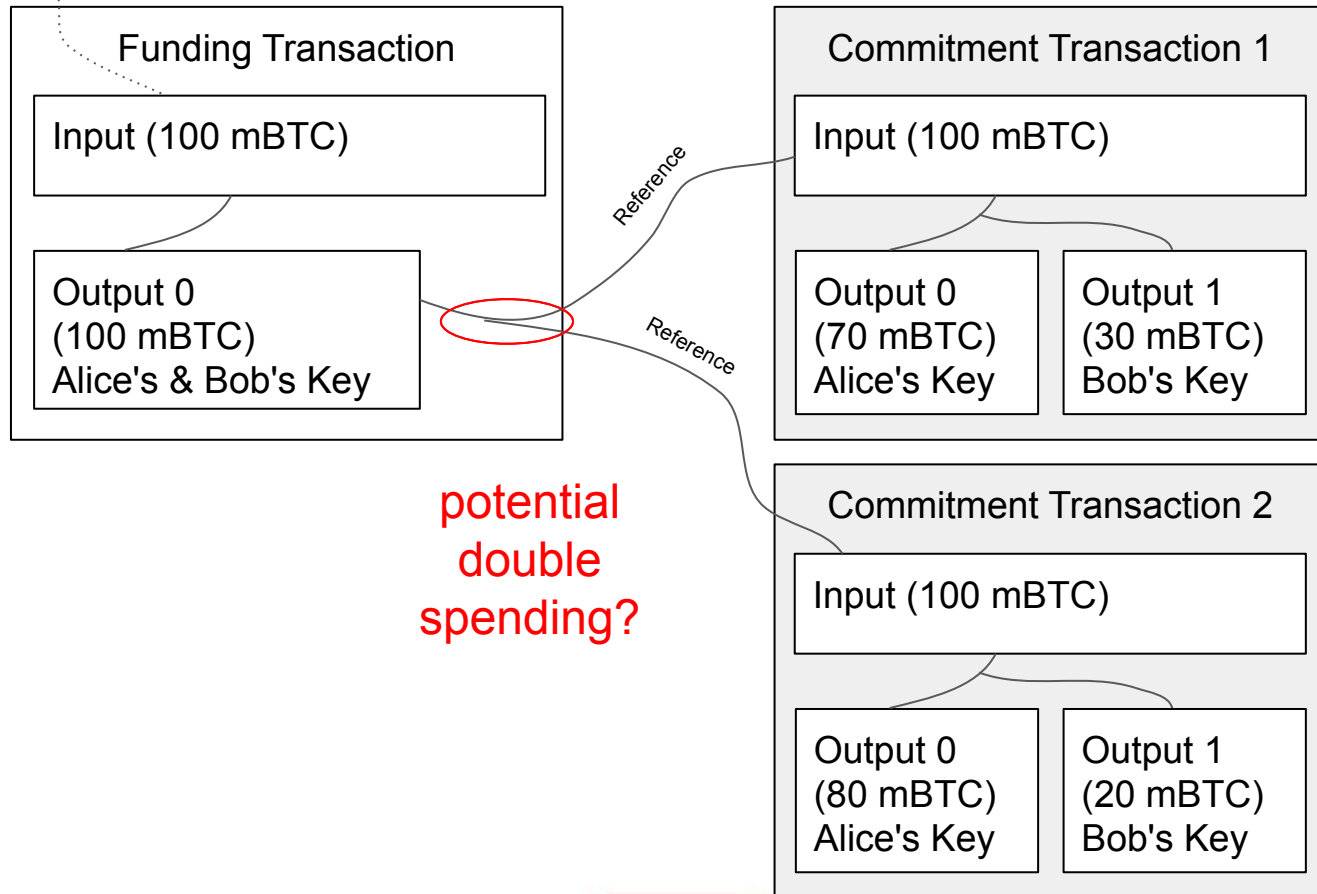 Funding Transaction
Input (100 mBTC)
Output 0
(100 mBTC)
Alice's & Bob's Key
Reference
Reference
potential
double
spending?
Commitment Transaction 1
Input (100 mBTC)
Output 0
(70 mBTC)
Alice's Key
Output 1
(30 mBTC)
Bob's Key
Commitment Transaction 2
Input (100 mBTC)
Output 0
(80 mBTC)
Alice's Key
Output 1
(20 mBTC)
Bob's Key